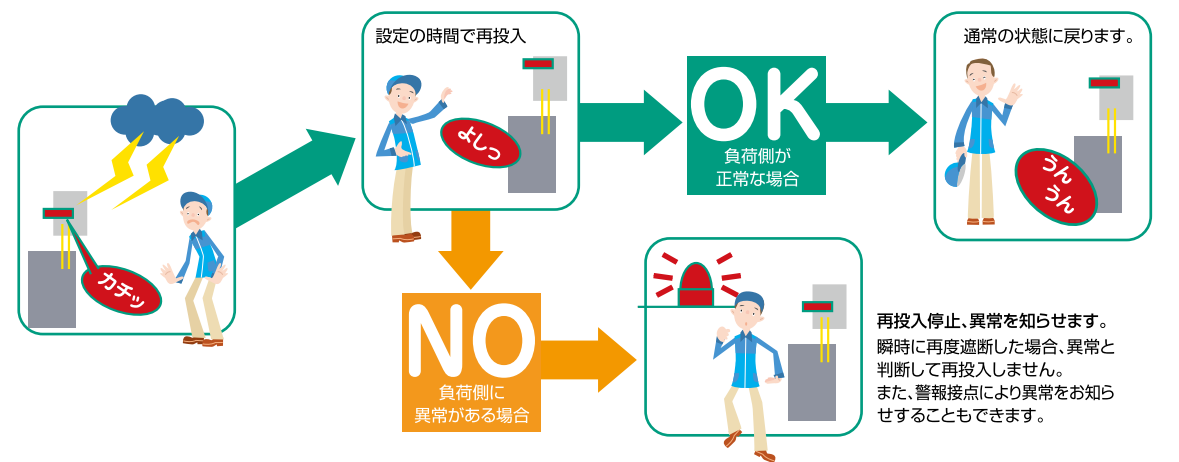 カチッ
設定の時間で再投入
よしっ
OK
負荷側が
正常な場合
通常の状態に戻ります。
うん
うん
NO
負荷側に
異常がある場合
再投入停止、異常を知らせます。
瞬時に再度遮断した場合、異常と
判断して再投入しません。
また、警報接点により異常をお知ら
せすることもできます。